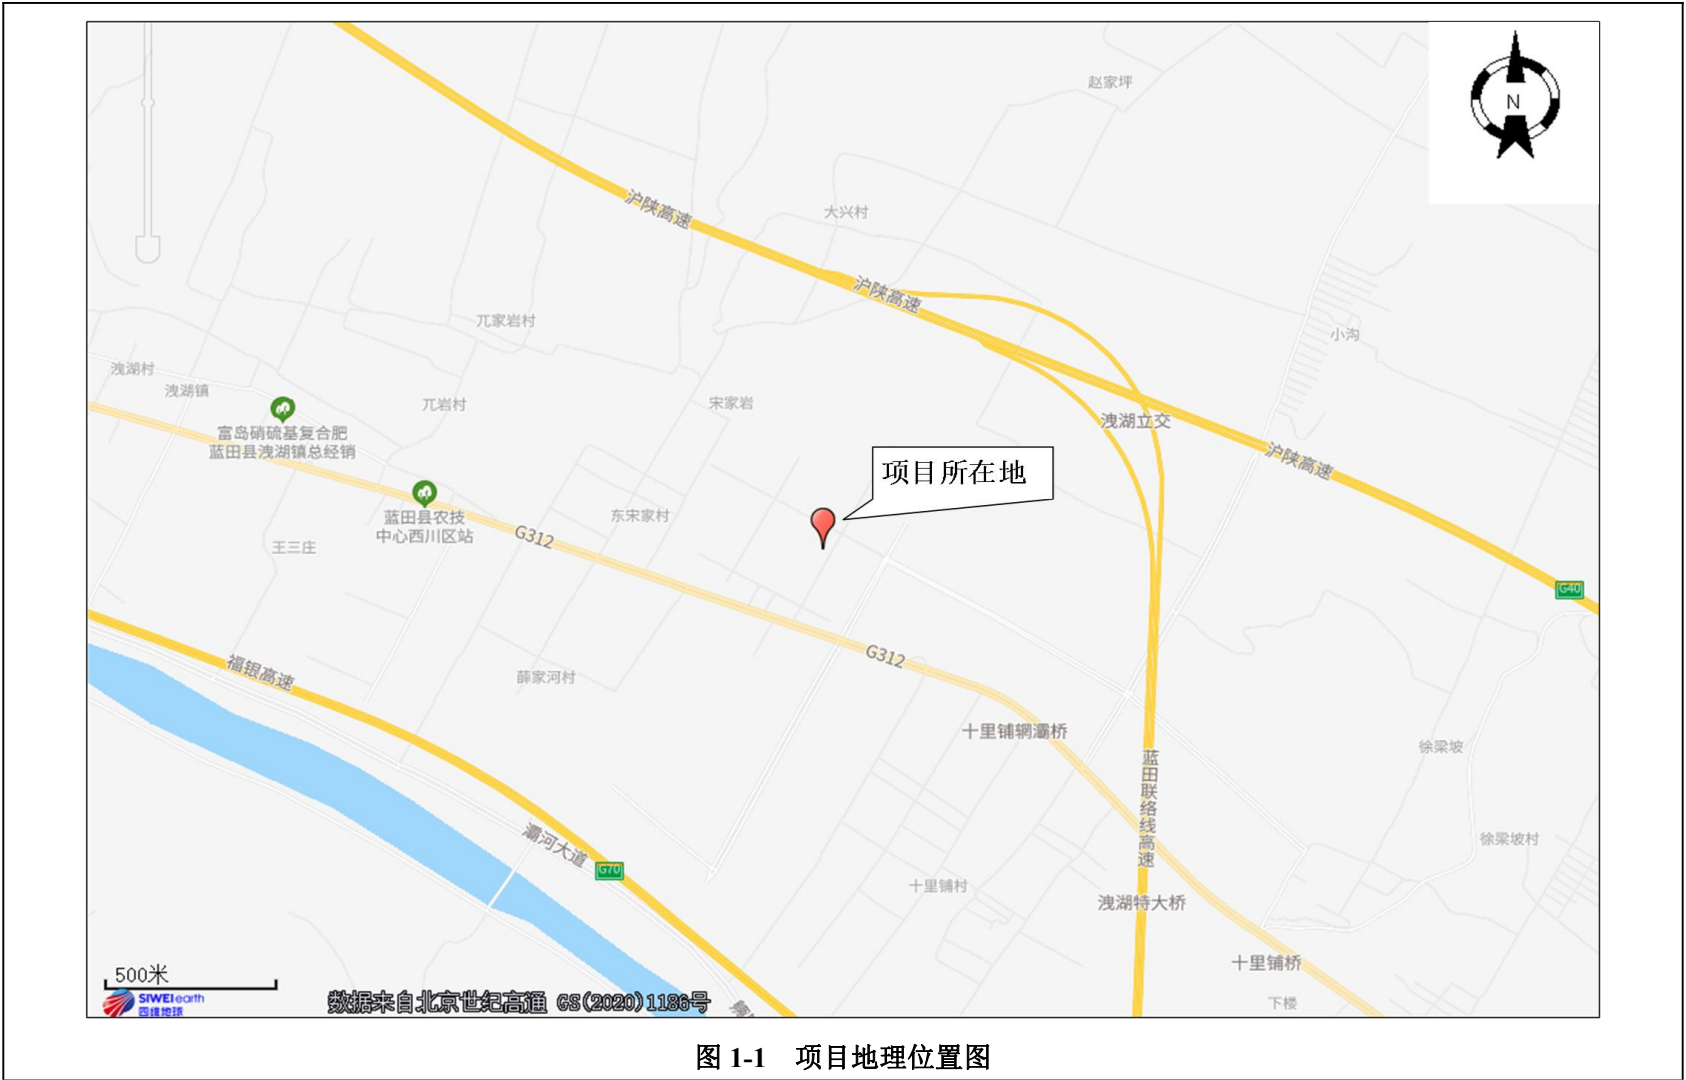 赵家坪
N
沪陕高速
大兴村
沪陕高速
兀家岩村
小沟
洩湖村
洩湖镇
兀岩村
宋家岩
富岛硝硫基复合肥
蓝田县洩湖镇总经销
洩湖立交
沪陕高速
项目所在地
蓝田县农技
中心西川区站
东宋家村
G312
王三庄
G40
G312
福银高速
薛家河村
十里铺辋灞桥
徐梁坡
蓝田联络线高速
灞河大道
G70
徐梁坡村
十里铺村
洩湖特大桥
十里铺桥
下楼
500米
SIWEI earth
四维地球
数据来自北京世纪高通 GS(2020)1186号
图 1-1 项目地理位置图